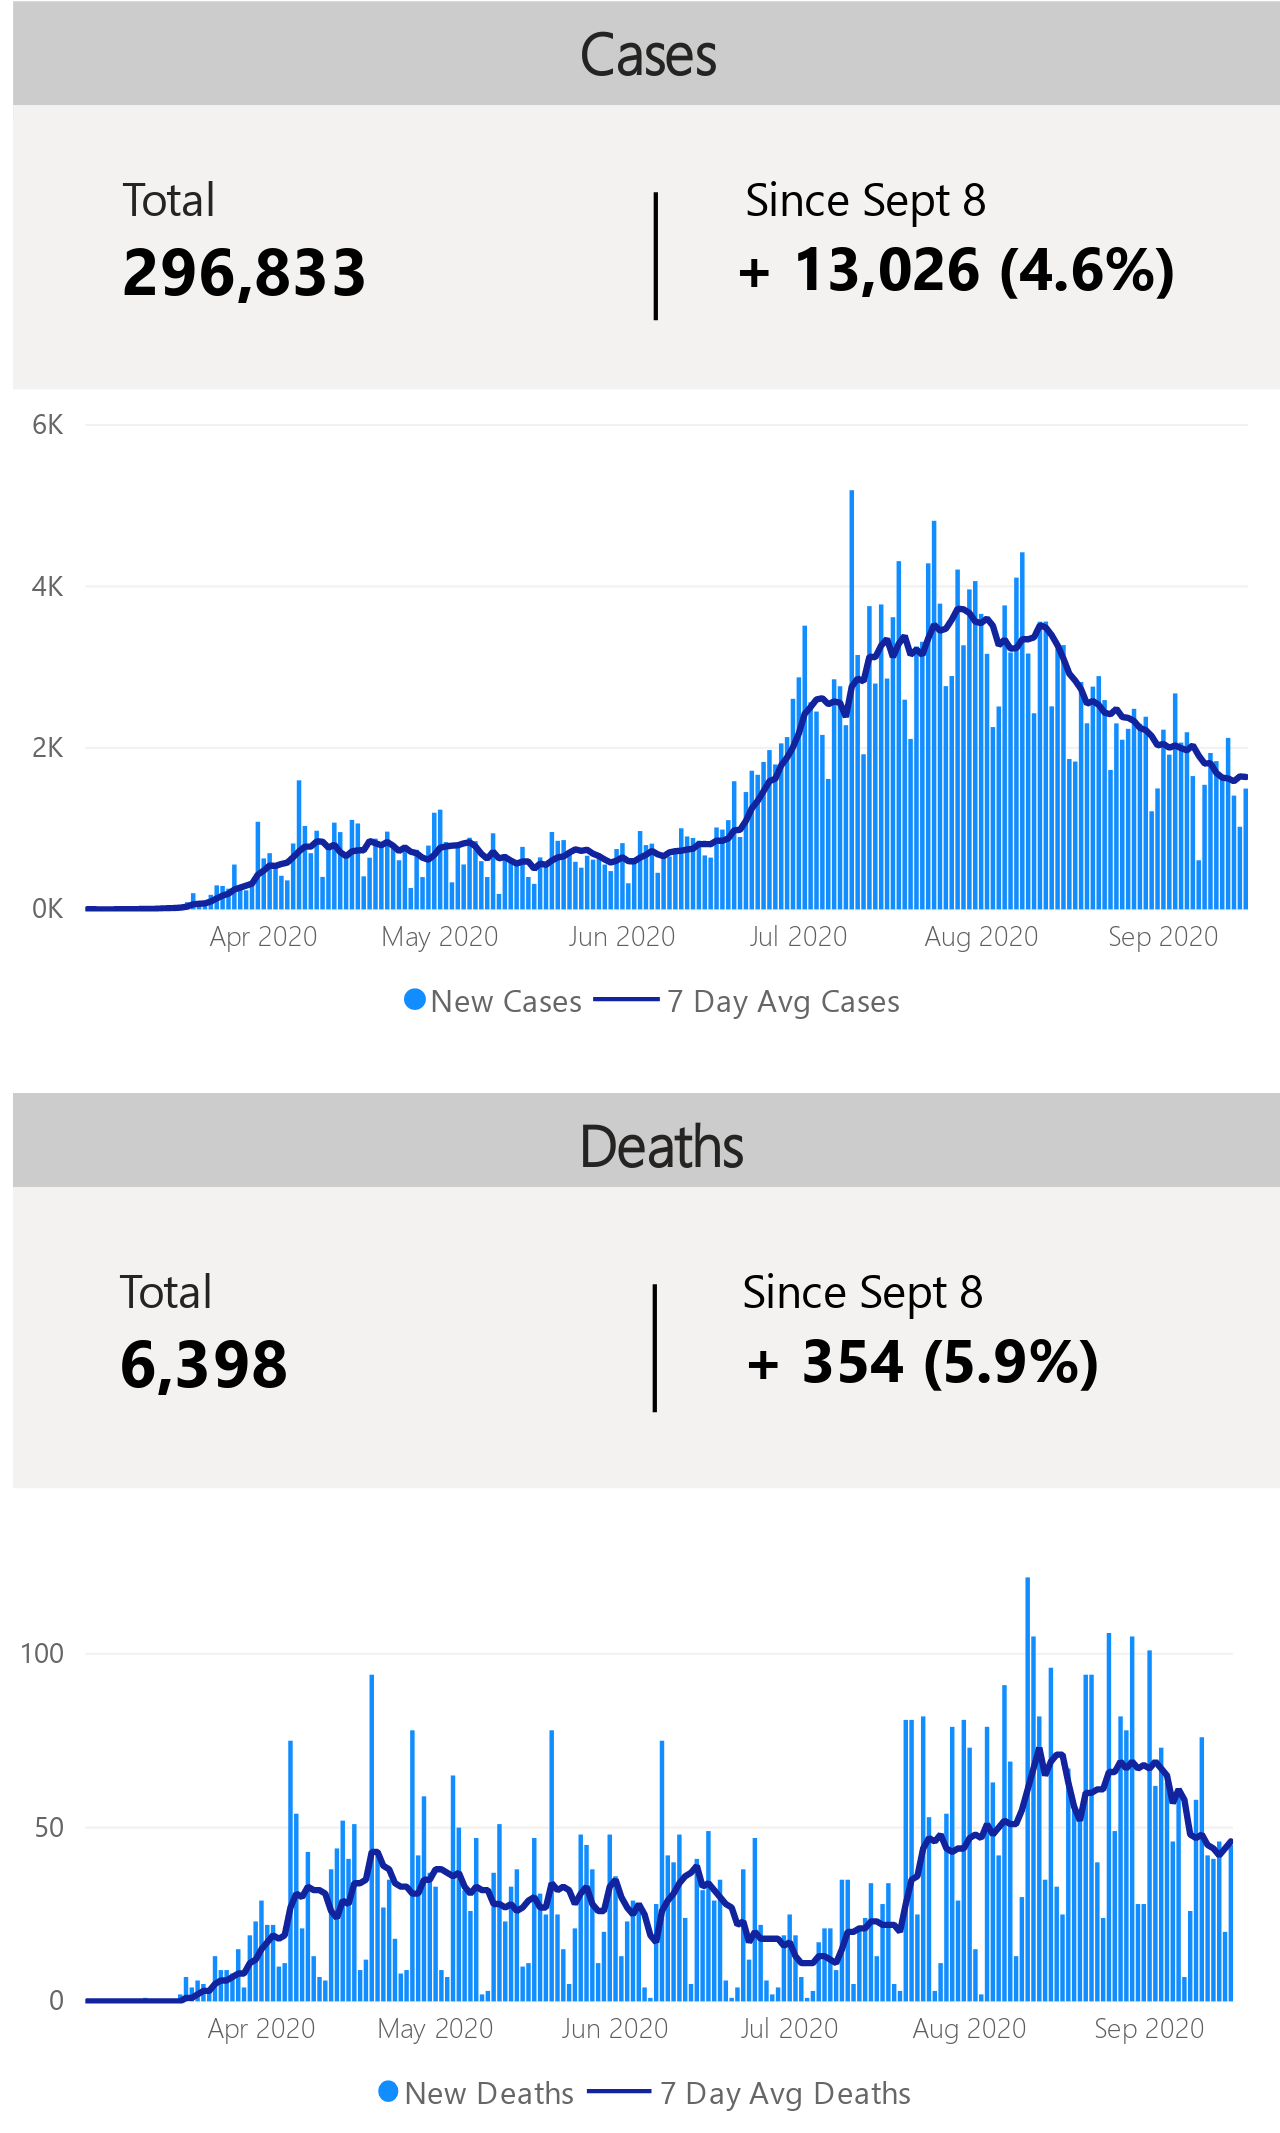 Cases
Total
Since Sept 8
296,833
+ 13,026 (4.6%)
6K
4K
2K
0K
Apr 2020
May 2020
Jun 2020
Jul 2020
Aug 2020
Sep 2020
New Cases
7 Day Avg Cases
Deaths
Total
Since Sept 8
6,398
+ 354 (5.9%)
100
50
0
Apr 2020
May 2020
Jun 2020
Jul 2020
Aug 2020
Sep 2020
New Deaths
7 Day Avg Deaths